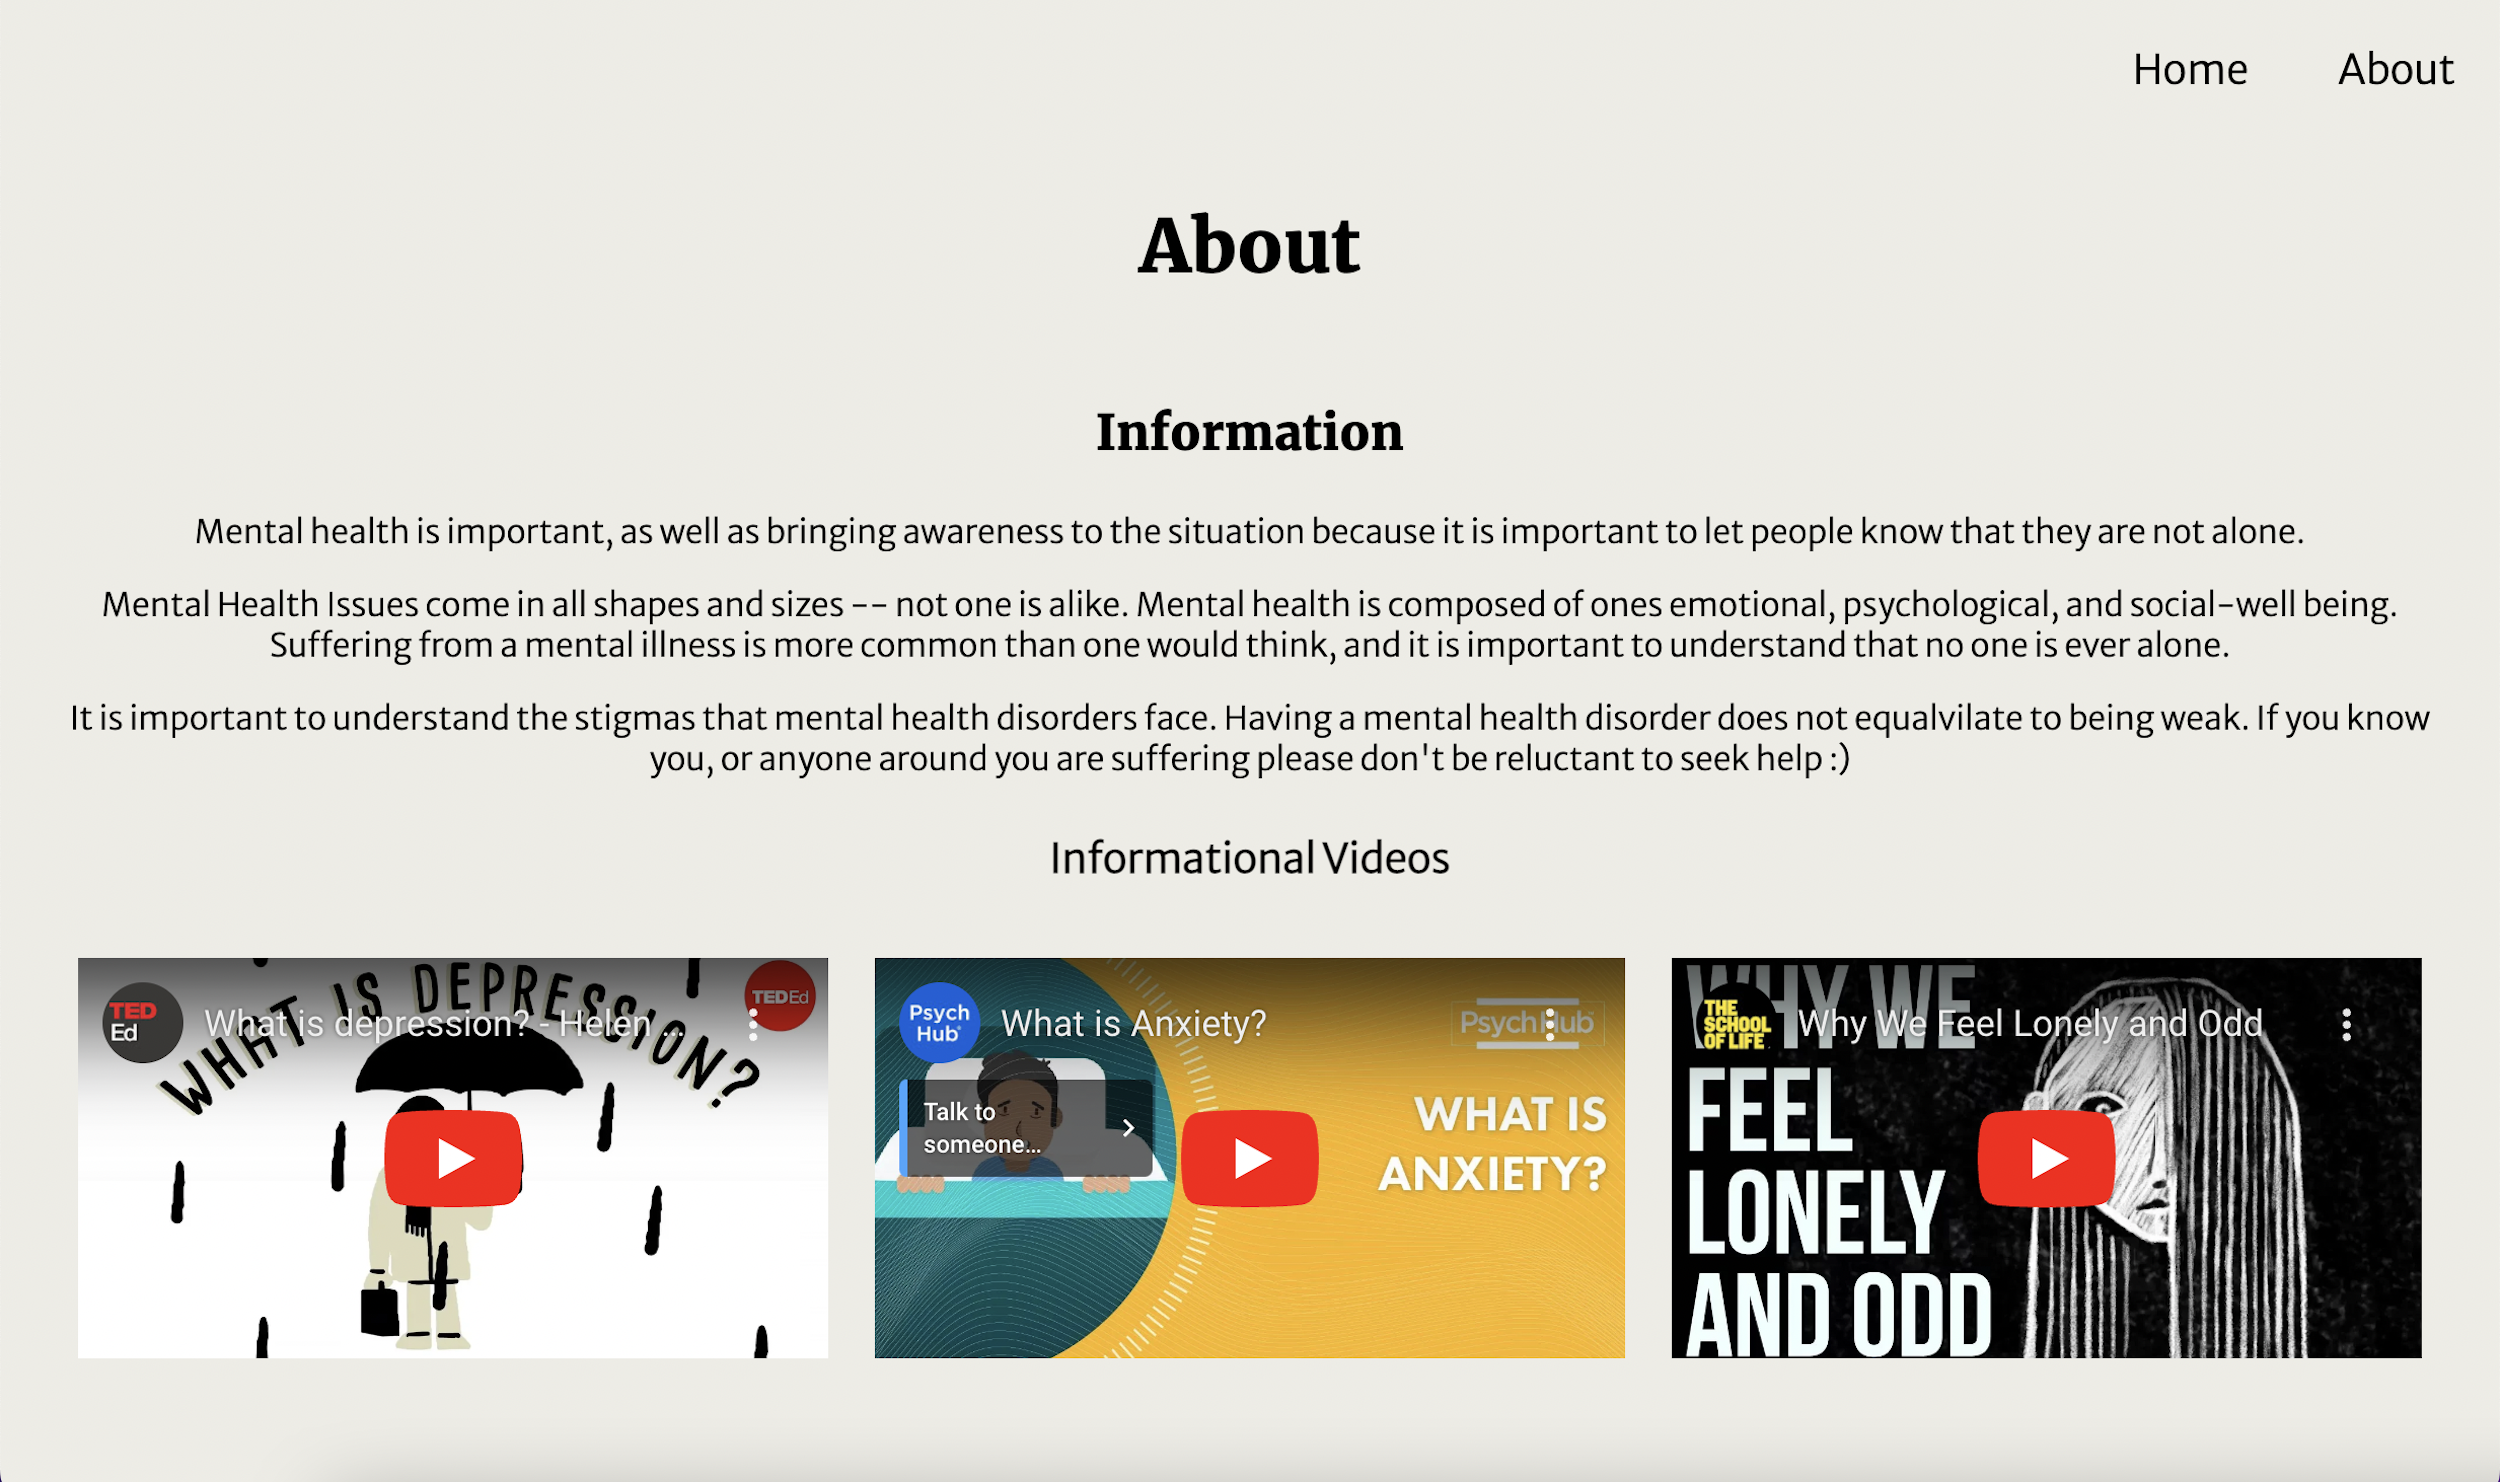 Home About
About
Information
Mental health is important, as well as bringing awareness to the situation because it is important to let people know that they are not alone.
Mental Health Issues come in all shapes and sizes -- not one is alike. Mental health is composed of ones emotional, psychological, and social-well being.
Suffering from a mental illness is more common than one would think, and it is important to understand that no one is ever alone.
It is important to understand the stigmas that mental health disorders face. Having a mental health disorder does not equalvilate to being weak. If you know
you, or anyone around you are suffering please don't be reluctant to seek help :)
Informational Videos
TED
Ed
What is depression? - Helen ...
TEDEd
WHAT IS DEPRESSION?
Psych
Hub
What is Anxiety?
PsychHub
Talk to
someone...
WHAT IS
ANXIETY?
THE
SCHOOL
OF LIFE
Why We Feel Lonely and Odd
WHY WE
FEEL
LONELY
AND ODD